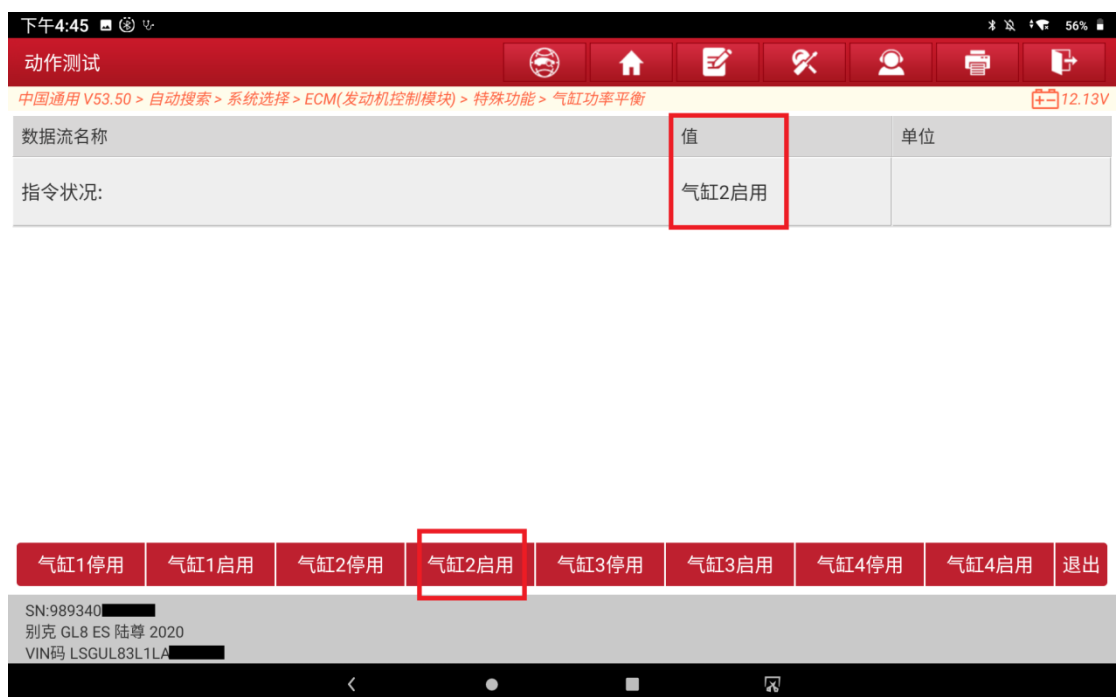 下午4:45 56%
动作测试
中国通用 V53.50 > 自动搜索 > 系统选择 > ECM(发动机控制模块) > 特殊功能 > 气缸功率平衡 12.13V
数据流名称 值 单位
指令状况: 气缸2启用
气缸1停用 气缸1启用 气缸2停用 气缸2启用 气缸3停用 气缸3启用 气缸4停用 气缸4启用 退出
SN:989340
别克 GL8 ES 陆尊 2020
VIN码 LSGUL83L1LA